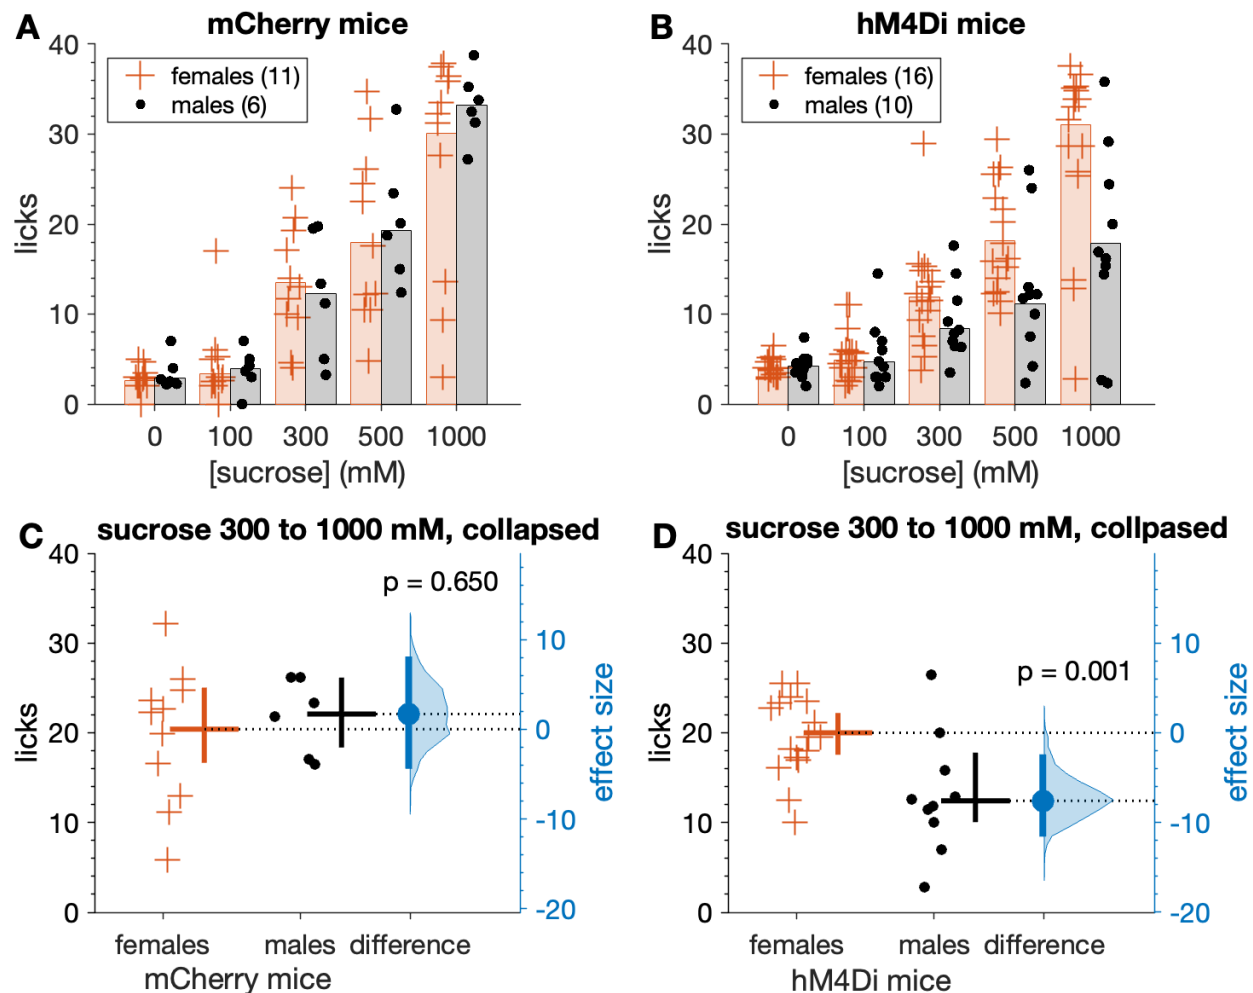 A
mCherry mice
40
30
20
10
0
licks
females (11)
males (6)
0 100 300 500 1000
[sucrose] (mM)
B
hM4Di mice
40
30
20
10
0
licks
females (16)
males (10)
0 100 300 500 1000
[sucrose] (mM)
C
sucrose 300 to 1000 mM, collapsed
40
30
20
10
0
licks
p = 0.650
10
0
-10
-20
effect size
females males difference
mCherry mice
D
sucrose 300 to 1000 mM, collpased
40
30
20
10
0
licks
p = 0.001
10
0
-10
-20
effect size
females males difference
hM4Di mice